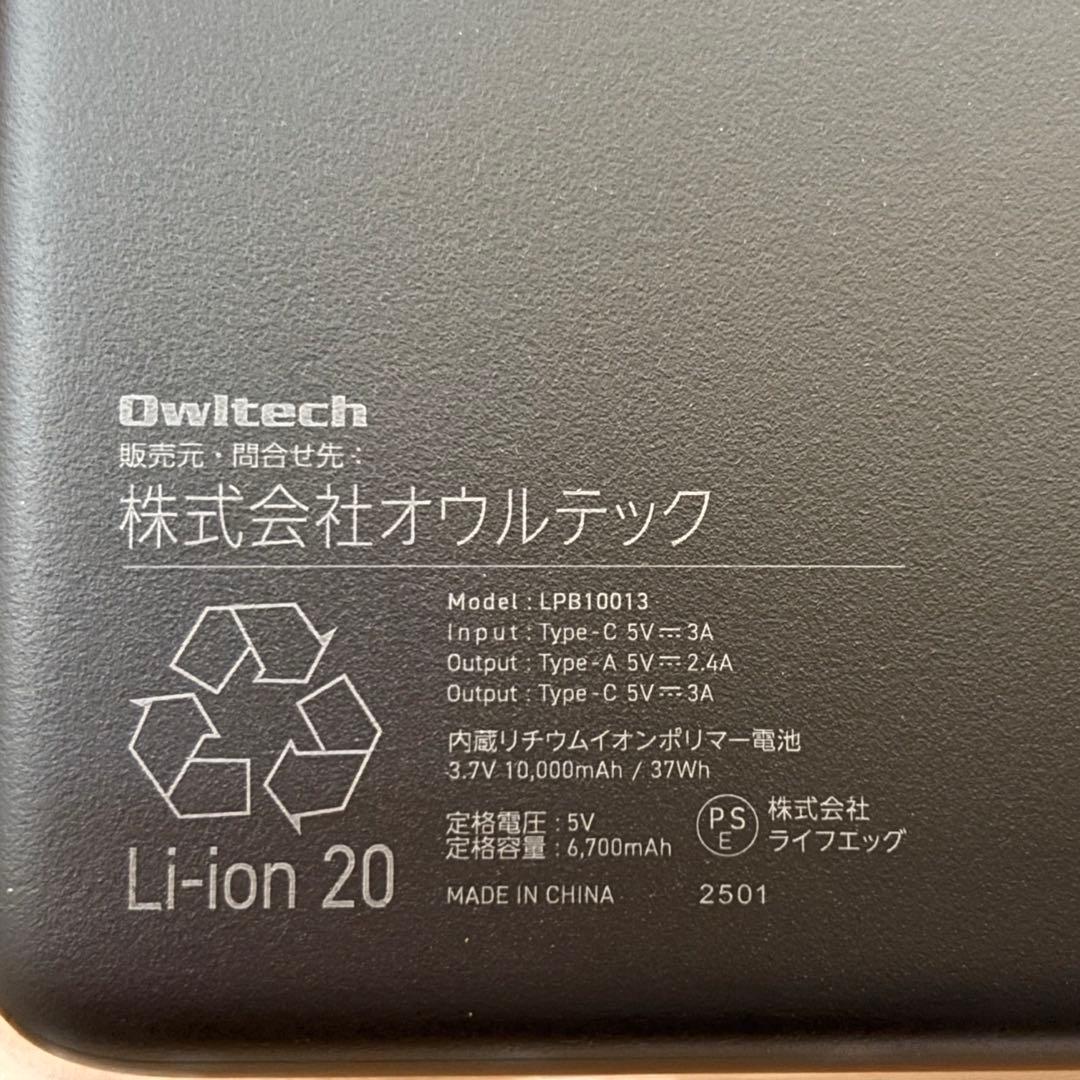 Owltech
販売元・問合せ先：
株式会社オウルテック
Model : LPB10013
Input : Type-C 5V⎓3A
Output : Type-A 5V⎓2.4A
Output : Type-C 5V⎓3A
内蔵リチウムイオンポリマー電池
3.7V 10,000mAh / 37Wh
定格電圧 : 5V
定格容量 : 6,700mAh
PS
E
株式会社
ライフエッグ
MADE IN CHINA
2501
Li-ion 20